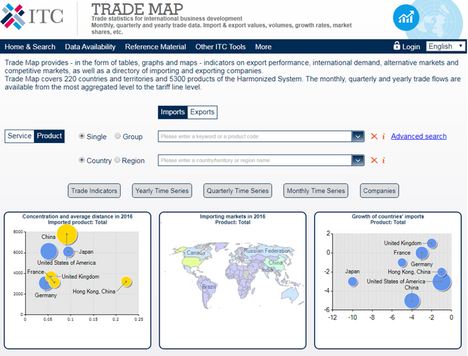 ITC
TRADE MAP
Trade statistics for international business development
Monthly, quarterly and yearly trade data. Import & export values, volumes, growth rates, market
shares, etc.
Home & Search Data Availability Reference Material Other ITC Tools More Login English
Trade Map provides - in the form of tables, graphs and maps - indicators on export performance, international demand, alternative markets and
competitive markets, as well as a directory of importing and exporting companies.
Trade Map covers 220 countries and territories and 5300 products of the Harmonized System. The monthly, quarterly and yearly trade flows are
available from the most aggregated level to the tariff line level.
Imports Exports
Service Product Single Group Please enter a keyword or a product code Advanced search
Country Region Please enter a country/territory or region name
Trade Indicators Yearly Time Series Quarterly Time Series Monthly Time Series Companies
Concentration and average distance in 2016
Imported product: Total
8000
6000
4000
2000
0
China
Japan
United States of America
France
United Kingdom
Germany
Hong Kong, China
0 0.05 0.1 0.15 0.2 0.25
Importing markets in 2016
Product: Total
Canada
Russian Federation
China
India
Brazil
Growth of countries' imports
Product: Total
2
0
-2
-4
-6
United Kingdom
France
Germany
Japan
Hong Kong, China
United States of America
China
-12 -10 -8 -6 -4 -2 0